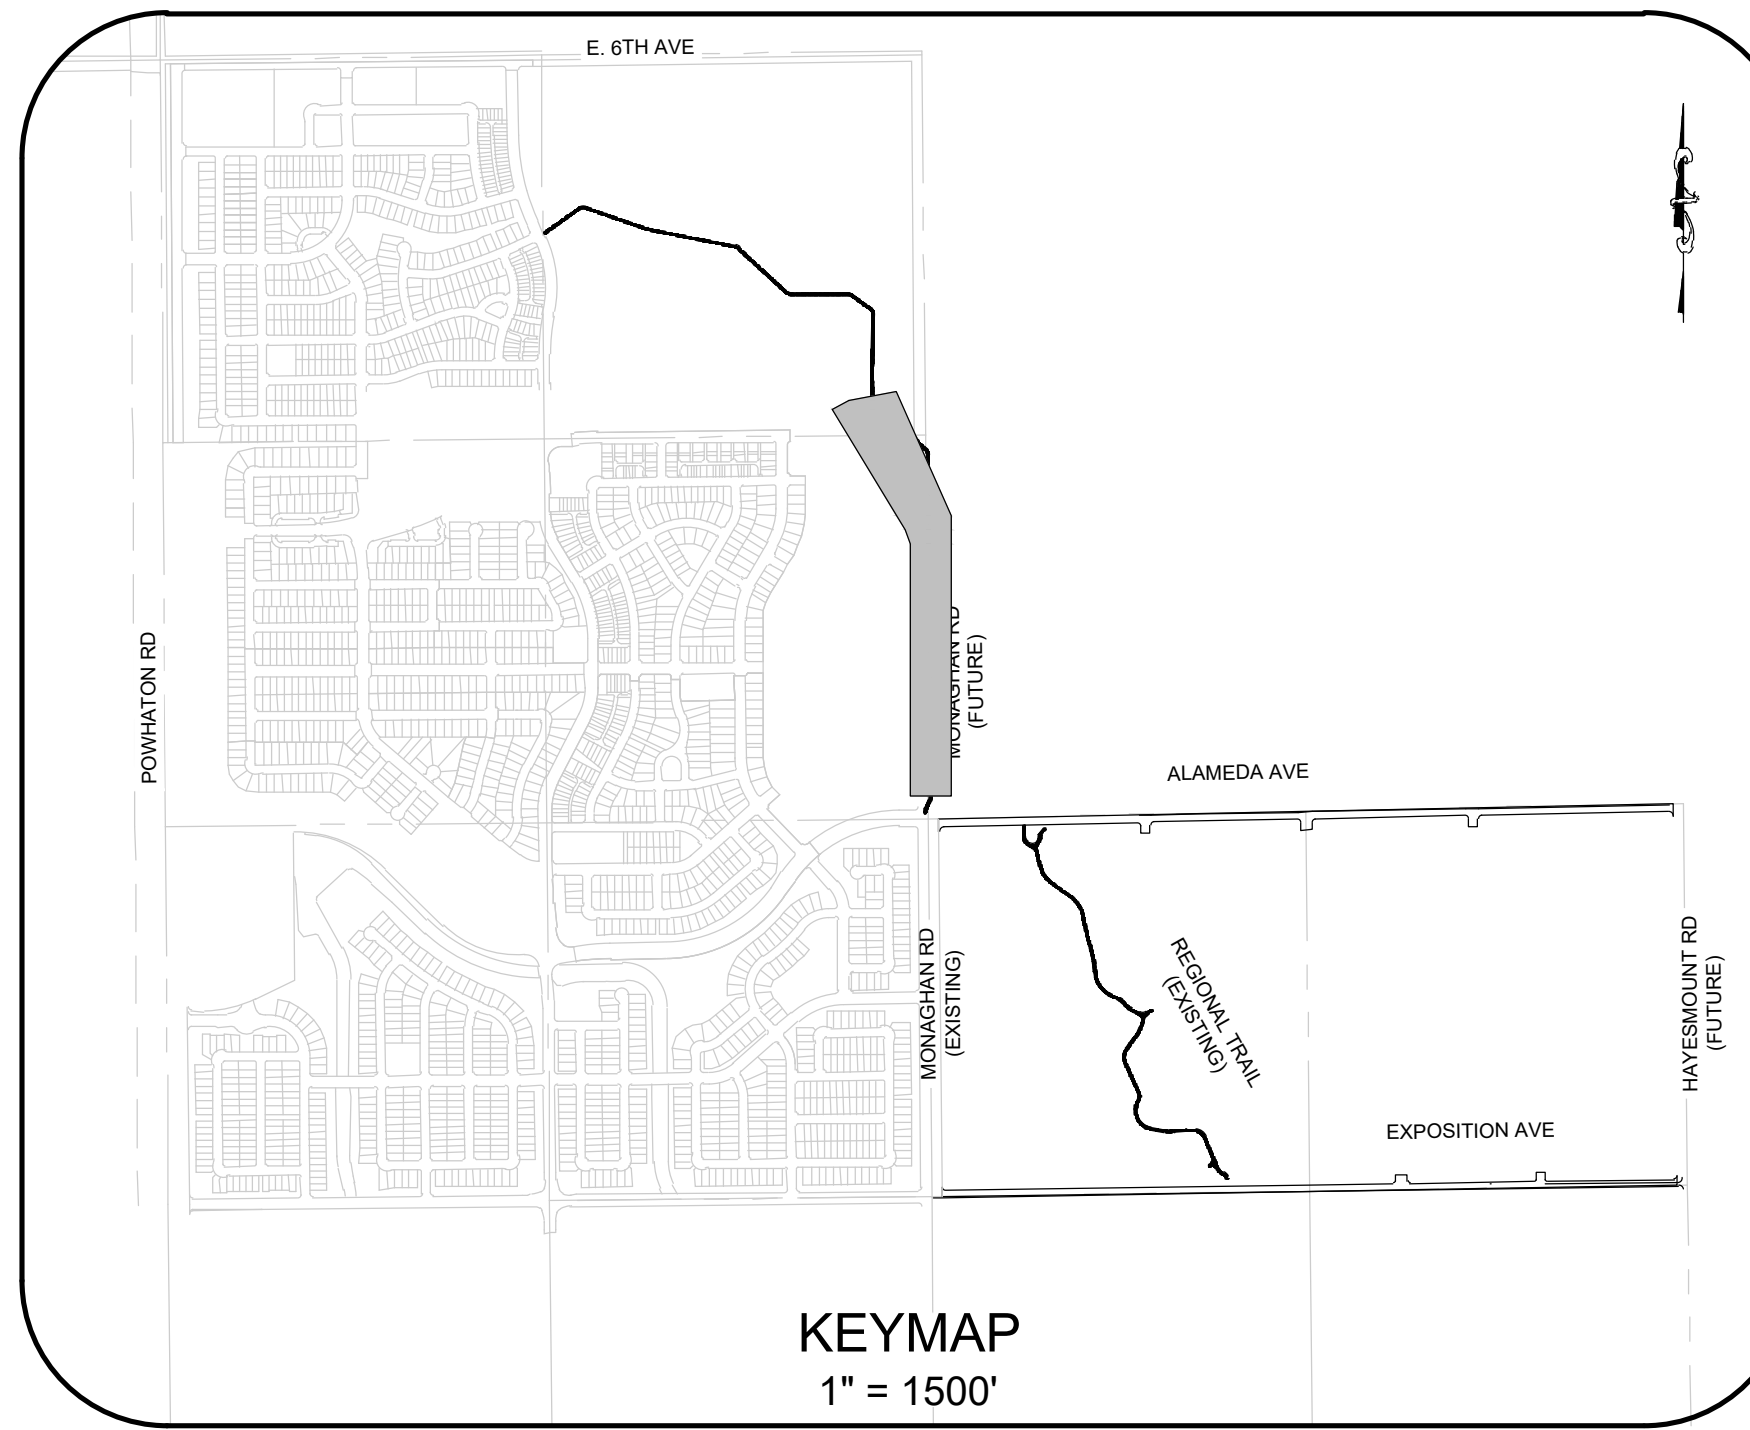 E. 6TH AVE
POWHATON RD
MONAGHAN RD
(FUTURE)
ALAMEDA AVE
MONAGHAN RD
(EXISTING)
REGIONAL TRAIL
(EXISTING)
HAYESMOUNT RD
(FUTURE)
EXPOSITION AVE
KEYMAP
1" = 1500'